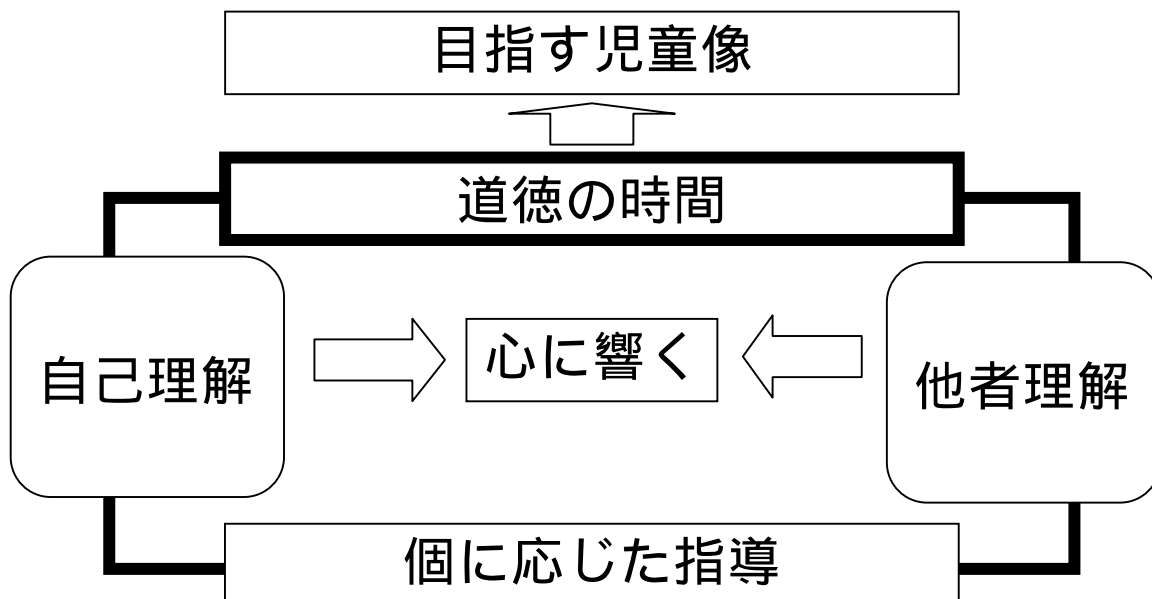 目指す児童像
道徳の時間
自己理解
心に響く
他者理解
個に応じた指導